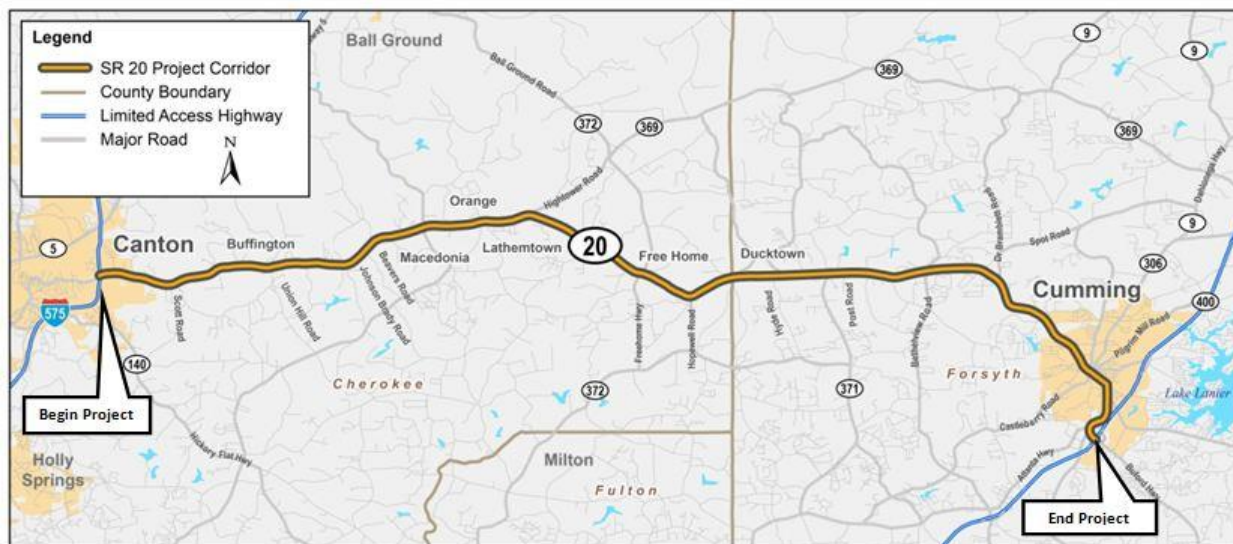 Legend
SR 20 Project Corridor
County Boundary
Limited Access Highway
Major Road
N
Ball Ground
Ball Ground Road
372
369
Hightower Road
369
9
9
369
Dahlonega Hwy
9
5
Canton
Buffington
Orange
Macedonia
Lathemtown
20
Free Home
Ducktown
Dr Bramblett Road
Spot Road
306
Cumming
400
Pilgrim Mill Road
575
Scott Road
Union Hill Road
Johnson Brady Road
Beavers Road
Freehome Hwy
Hopewell Road
Hyde Road
Post Road
Bethelview Road
140
Cherokee
372
371
Forsyth
Lake Lanier
Castleberry Road
Begin Project
Hickory Flat Hwy
Holly
Springs
Milton
Fulton
Atlanta Hwy
Buford Hwy
End Project